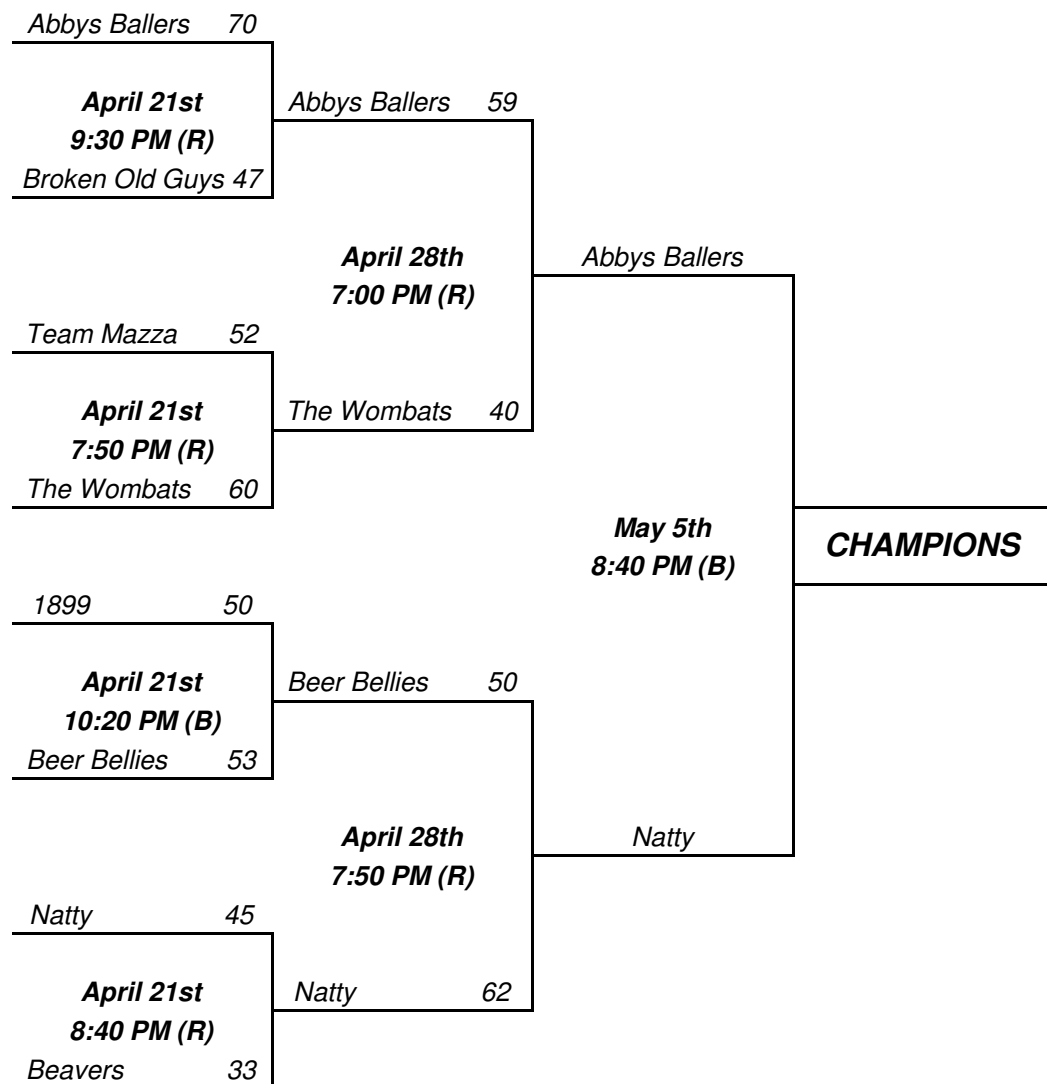 Abbys Ballers 70
April 21st
9:30 PM (R)
Broken Old Guys 47
Abbys Ballers 59
April 28th
7:00 PM (R)
Team Mazza 52
April 21st
7:50 PM (R)
The Wombats 60
The Wombats 40
Abbys Ballers
May 5th
8:40 PM (B)
CHAMPIONS
1899 50
April 21st
10:20 PM (B)
Beer Bellies 53
Beer Bellies 50
April 28th
7:50 PM (R)
Natty
Natty 45
April 21st
8:40 PM (R)
Beavers 33
Natty 62